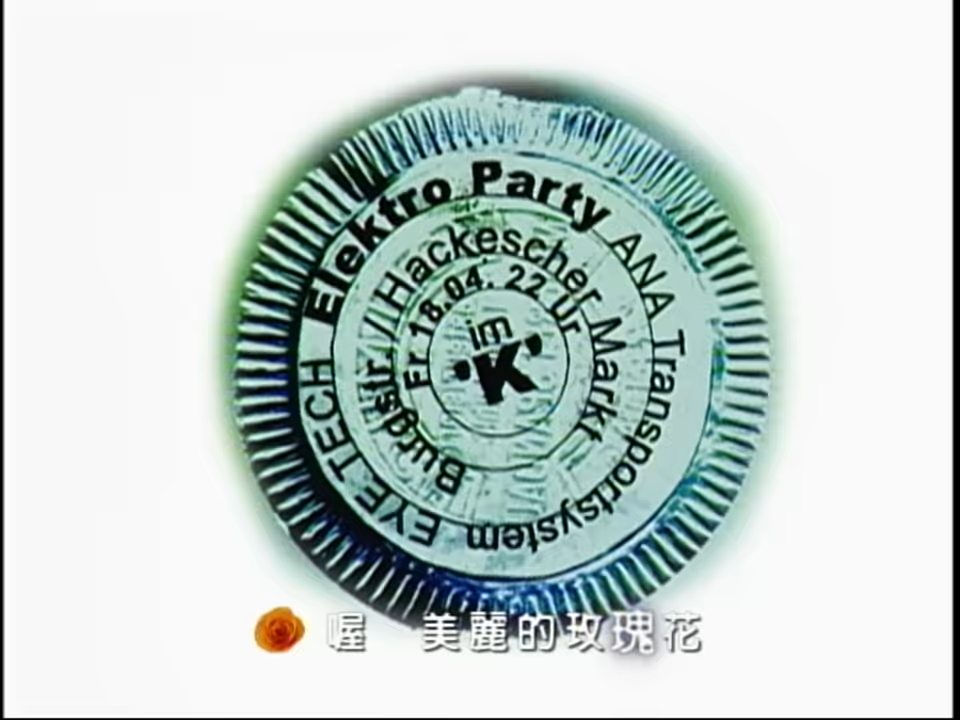 EYE TECH Elektro Party ANA Transportsystem
Burgstr./Hackescher Markt
Fr 18.04. 22 Ur
im
'K'
喔 美麗的玫瑰花